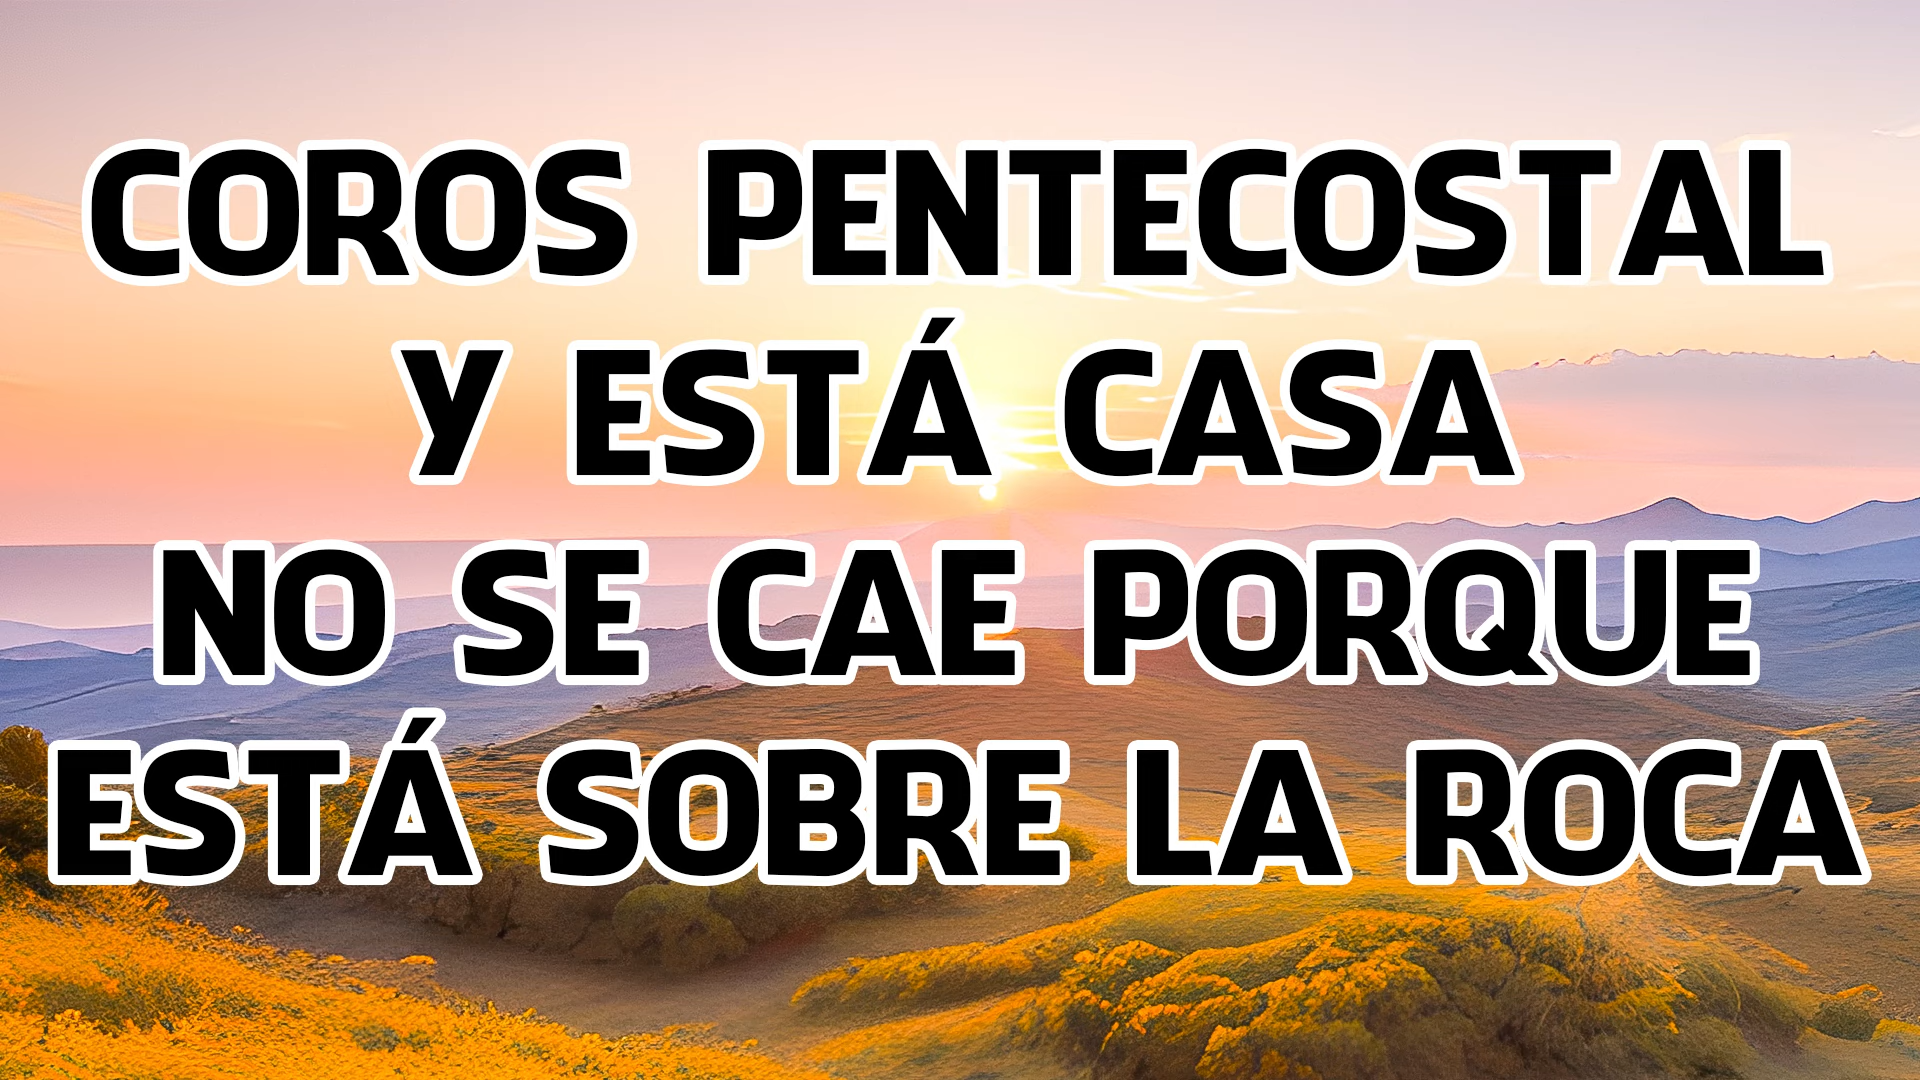 COROS PENTECOSTAL
Y ESTÁ CASA
NO SE CAE PORQUE
ESTÁ SOBRE LA ROCA